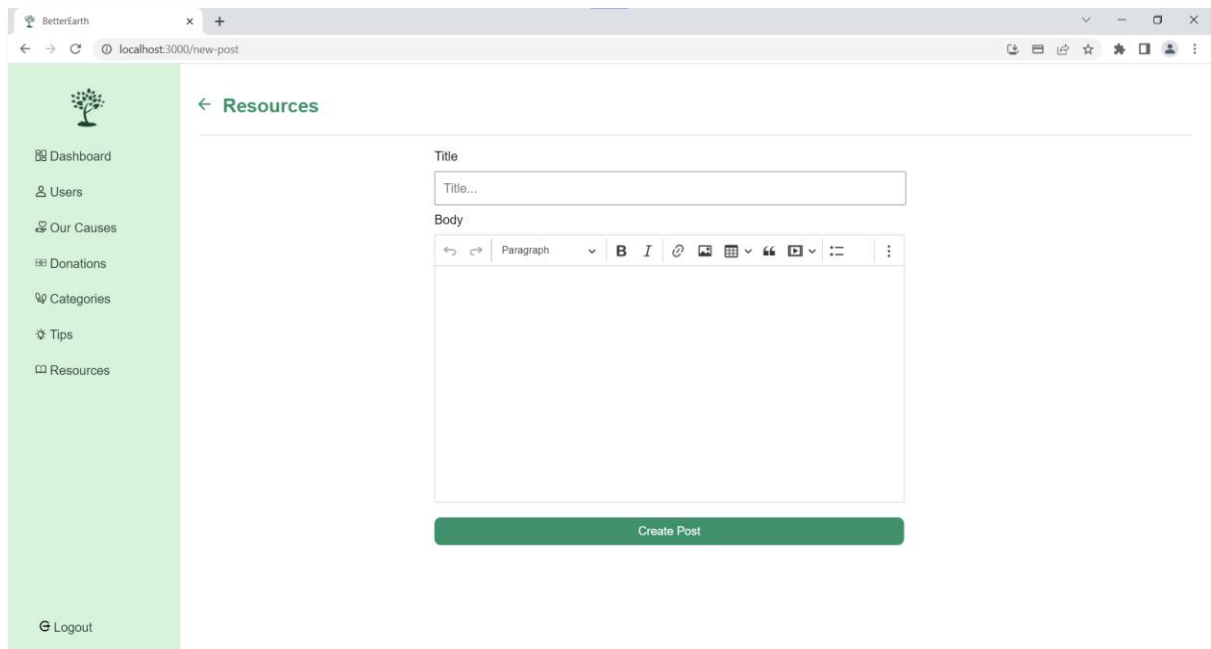 BetterEarth
localhost:3000/new-post
Resources
Dashboard
Users
Our Causes
Donations
Categories
Tips
Resources
Logout
Title
Title...
Body
Paragraph
B I
Create Post